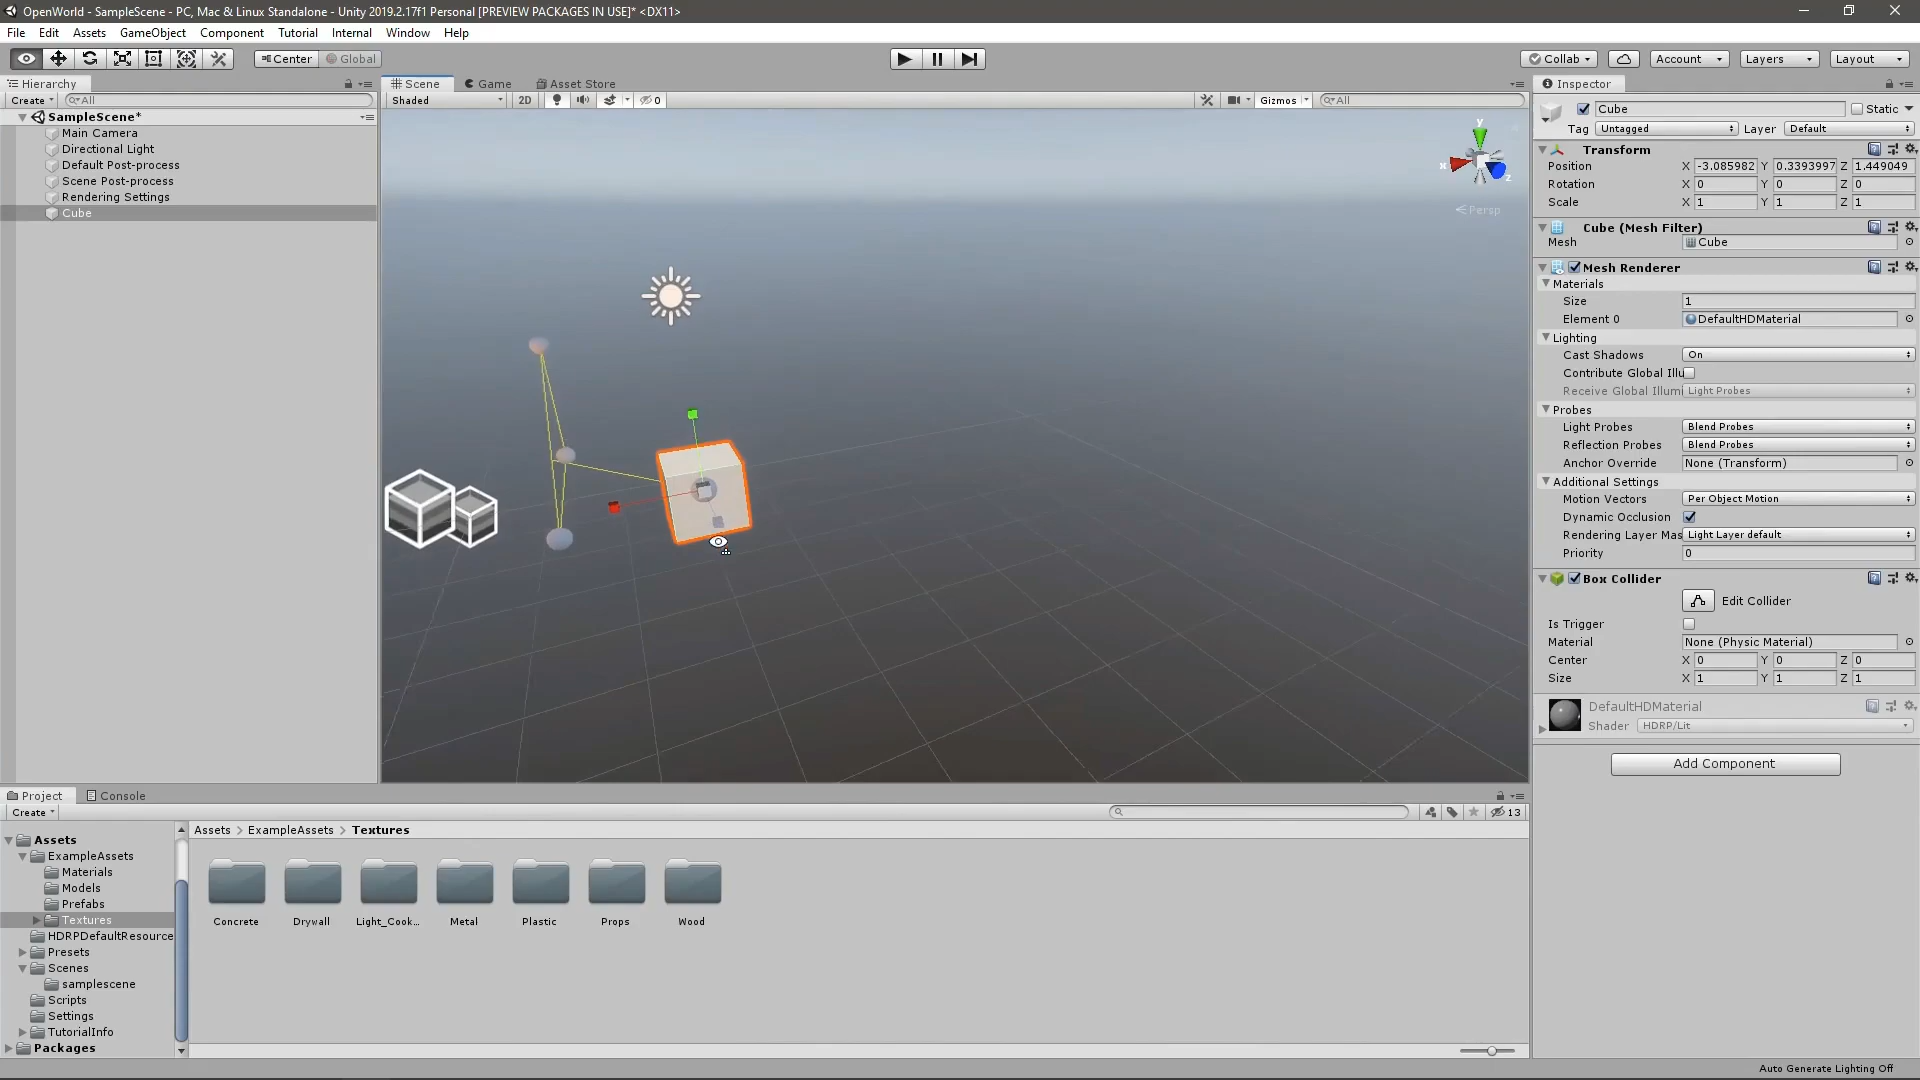 OpenWorld - SampleScene - PC, Mac & Linux Standalone - Unity 2019.2.17f1 Personal [PREVIEW PACKAGES IN USE]* <DX11>
File Edit Assets GameObject Component Tutorial Internal Window Help
Center Global Collab Account Layers Layout
Hierarchy
Create All
SampleScene*
Main Camera
Directional Light
Default Post-process
Scene Post-process
Rendering Settings
Cube
Scene Game Asset Store
Shaded 2D 0 Gizmos All
y
x
z
Persp
Inspector
Cube Static
Tag Untagged Layer Default
Transform
Position X -3.085982 Y 0.3393997 Z 1.449049
Rotation X 0 Y 0 Z 0
Scale X 1 Y 1 Z 1
Cube (Mesh Filter)
Mesh Cube
Mesh Renderer
Materials
Size 1
Element 0 DefaultHDMaterial
Lighting
Cast Shadows On
Contribute Global Illu
Receive Global Illumi Light Probes
Probes
Light Probes Blend Probes
Reflection Probes Blend Probes
Anchor Override None (Transform)
Additional Settings
Motion Vectors Per Object Motion
Dynamic Occlusion
Rendering Layer Mas Light Layer default
Priority 0
Box Collider
Edit Collider
Is Trigger
Material None (Physic Material)
Center X 0 Y 0 Z 0
Size X 1 Y 1 Z 1
DefaultHDMaterial
Shader HDRP/Lit
Add Component
Project Console
Create 13
Assets
ExampleAssets
Materials
Models
Prefabs
Textures
HDRPDefaultResource
Presets
Scenes
samplescene
Scripts
Settings
TutorialInfo
Packages
Assets > ExampleAssets > Textures
Concrete Drywall Light_Cook... Metal Plastic Props Wood
Auto Generate Lighting Off